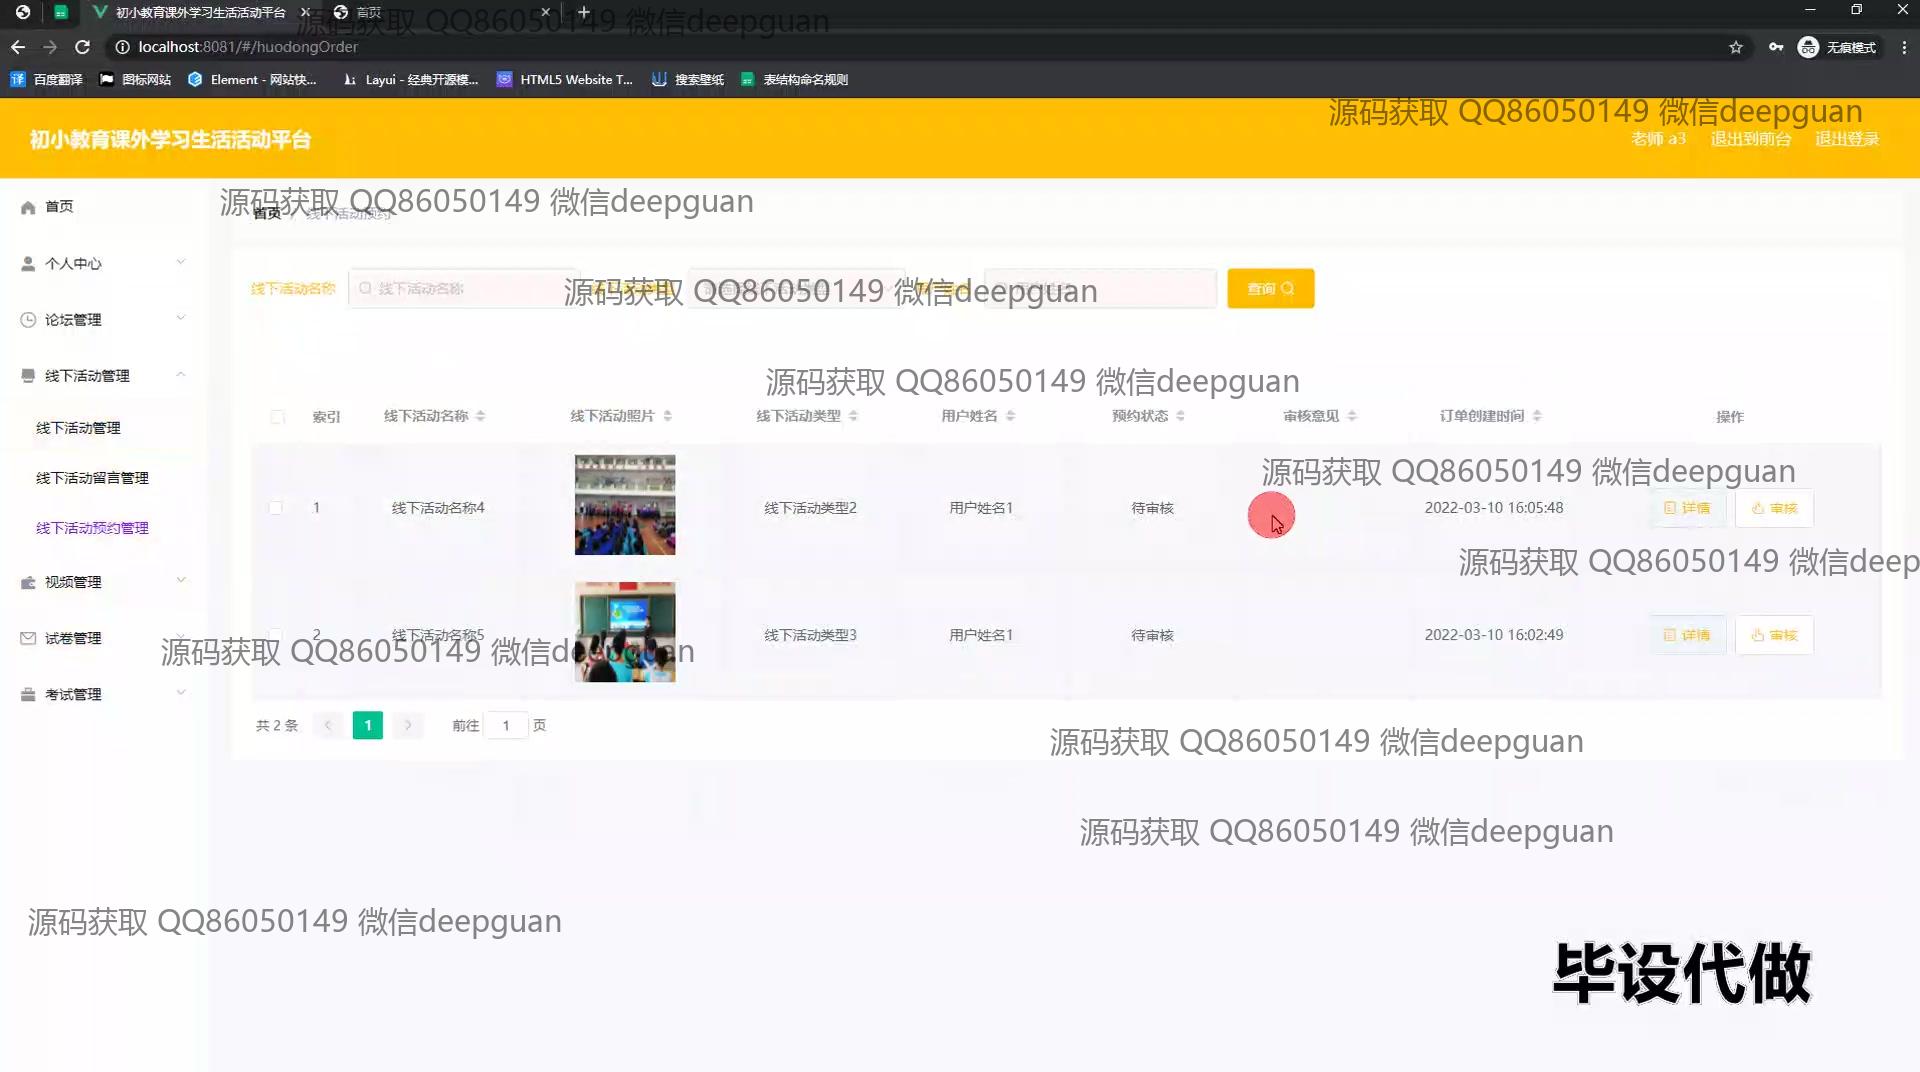 初小教育课外学习生活活动平台
首页
源码获取 QQ86050149 微信deepguan
localhost:8081/#/huodongOrder
无痕模式
百度翻译
图标网站
Element - 网站快...
Layui - 经典开源模...
HTML5 Website T...
搜索壁纸
表结构命名规则
源码获取 QQ86050149 微信deepguan
初小教育课外学习生活活动平台
老师 a3
退出到前台
退出登录
首页
源码获取 QQ86050149 微信deepguan
首页 / 线下活动预约
个人中心
线下活动名称
线下活动名称
源码获取 QQ86050149 微信deepguan
查询
论坛管理
线下活动管理
源码获取 QQ86050149 微信deepguan
索引
线下活动名称
线下活动照片
线下活动类型
用户姓名
预约状态
审核意见
订单创建时间
操作
线下活动管理
线下活动留言管理
源码获取 QQ86050149 微信deepguan
1
线下活动名称4
线下活动类型2
用户姓名1
待审核
2022-03-10 16:05:48
详情
审核
线下活动预约管理
源码获取 QQ86050149 微信deep
视频管理
试卷管理
2
线下活动名称5
线下活动类型3
用户姓名1
待审核
2022-03-10 16:02:49
详情
审核
源码获取 QQ86050149 微信deepguan
考试管理
共 2 条
1
前往 1 页
源码获取 QQ86050149 微信deepguan
源码获取 QQ86050149 微信deepguan
源码获取 QQ86050149 微信deepguan
毕设代做